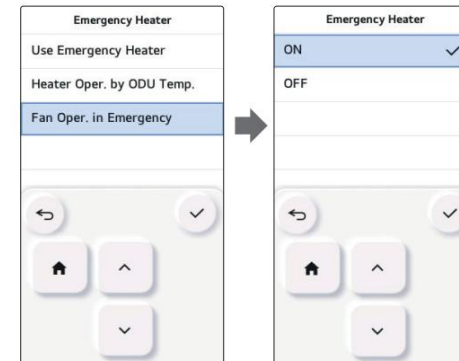 Emergency Heater
Use Emergency Heater
Heater Oper. by ODU Temp.
Fan Oper. in Emergency
Emergency Heater
ON
OFF